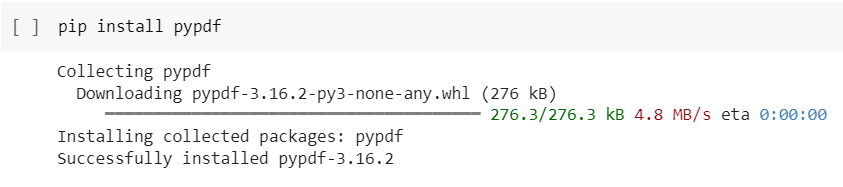 [ ] pip install pypdf
Collecting pypdf
Downloading pypdf-3.16.2-py3-none-any.whl (276 kB)
276.3/276.3 kB 4.8 MB/s eta 0:00:00
Installing collected packages: pypdf
Successfully installed pypdf-3.16.2